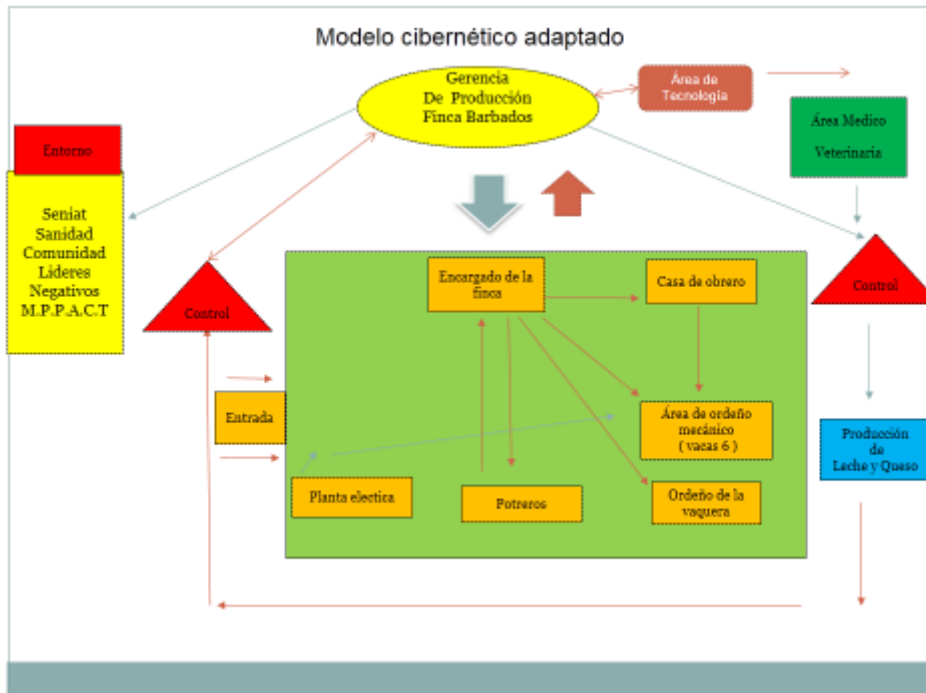 Modelo cibernético adaptado
Gerencia
De Producción
Finca Barbados
Área de
Tecnología
Área Medico
Veterinaria
Entorno
Seniat
Sanidad
Comunidad
Lideres
Negativos
M.P.P.A.C.T
Control
Control
Encargado de la
finca
Casa de obrero
Entrada
Área de ordeño
mecánico
( vacas 6 )
Producción
de
Leche y Queso
Planta electica
Potreros
Ordeño de la
vaquera